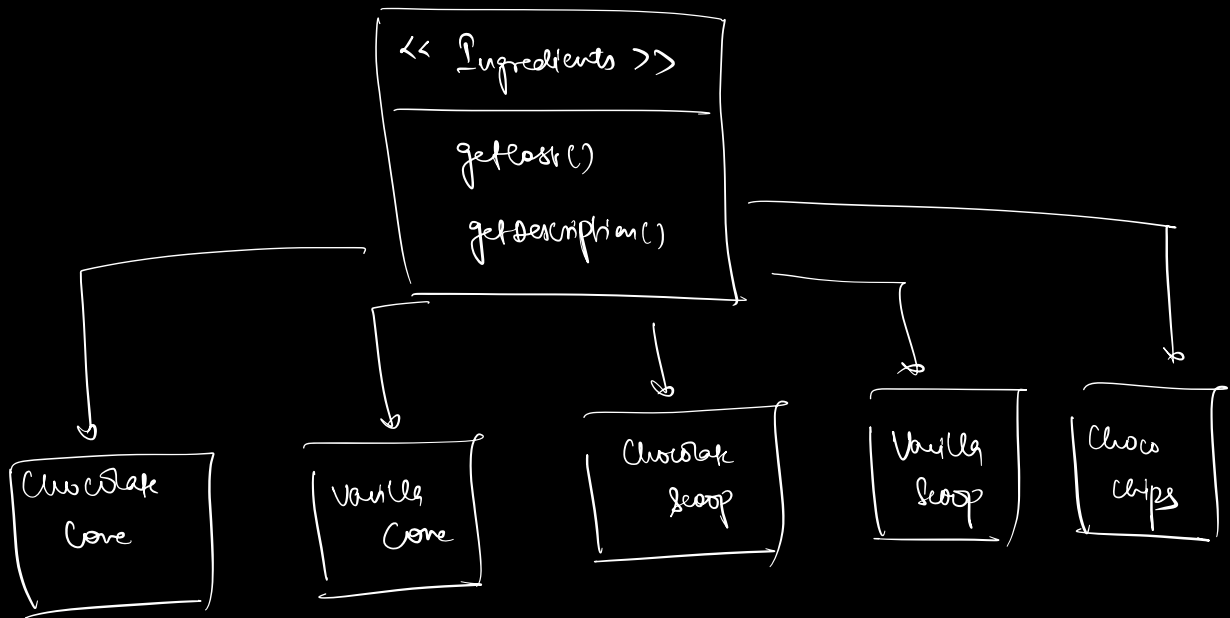 << Ingredients >>
getCost()
getDescription()
Chocolate
Cone
Vanilla
Cone
Chocolate
Scoop
Vanilla
Scoop
Choco
Chips